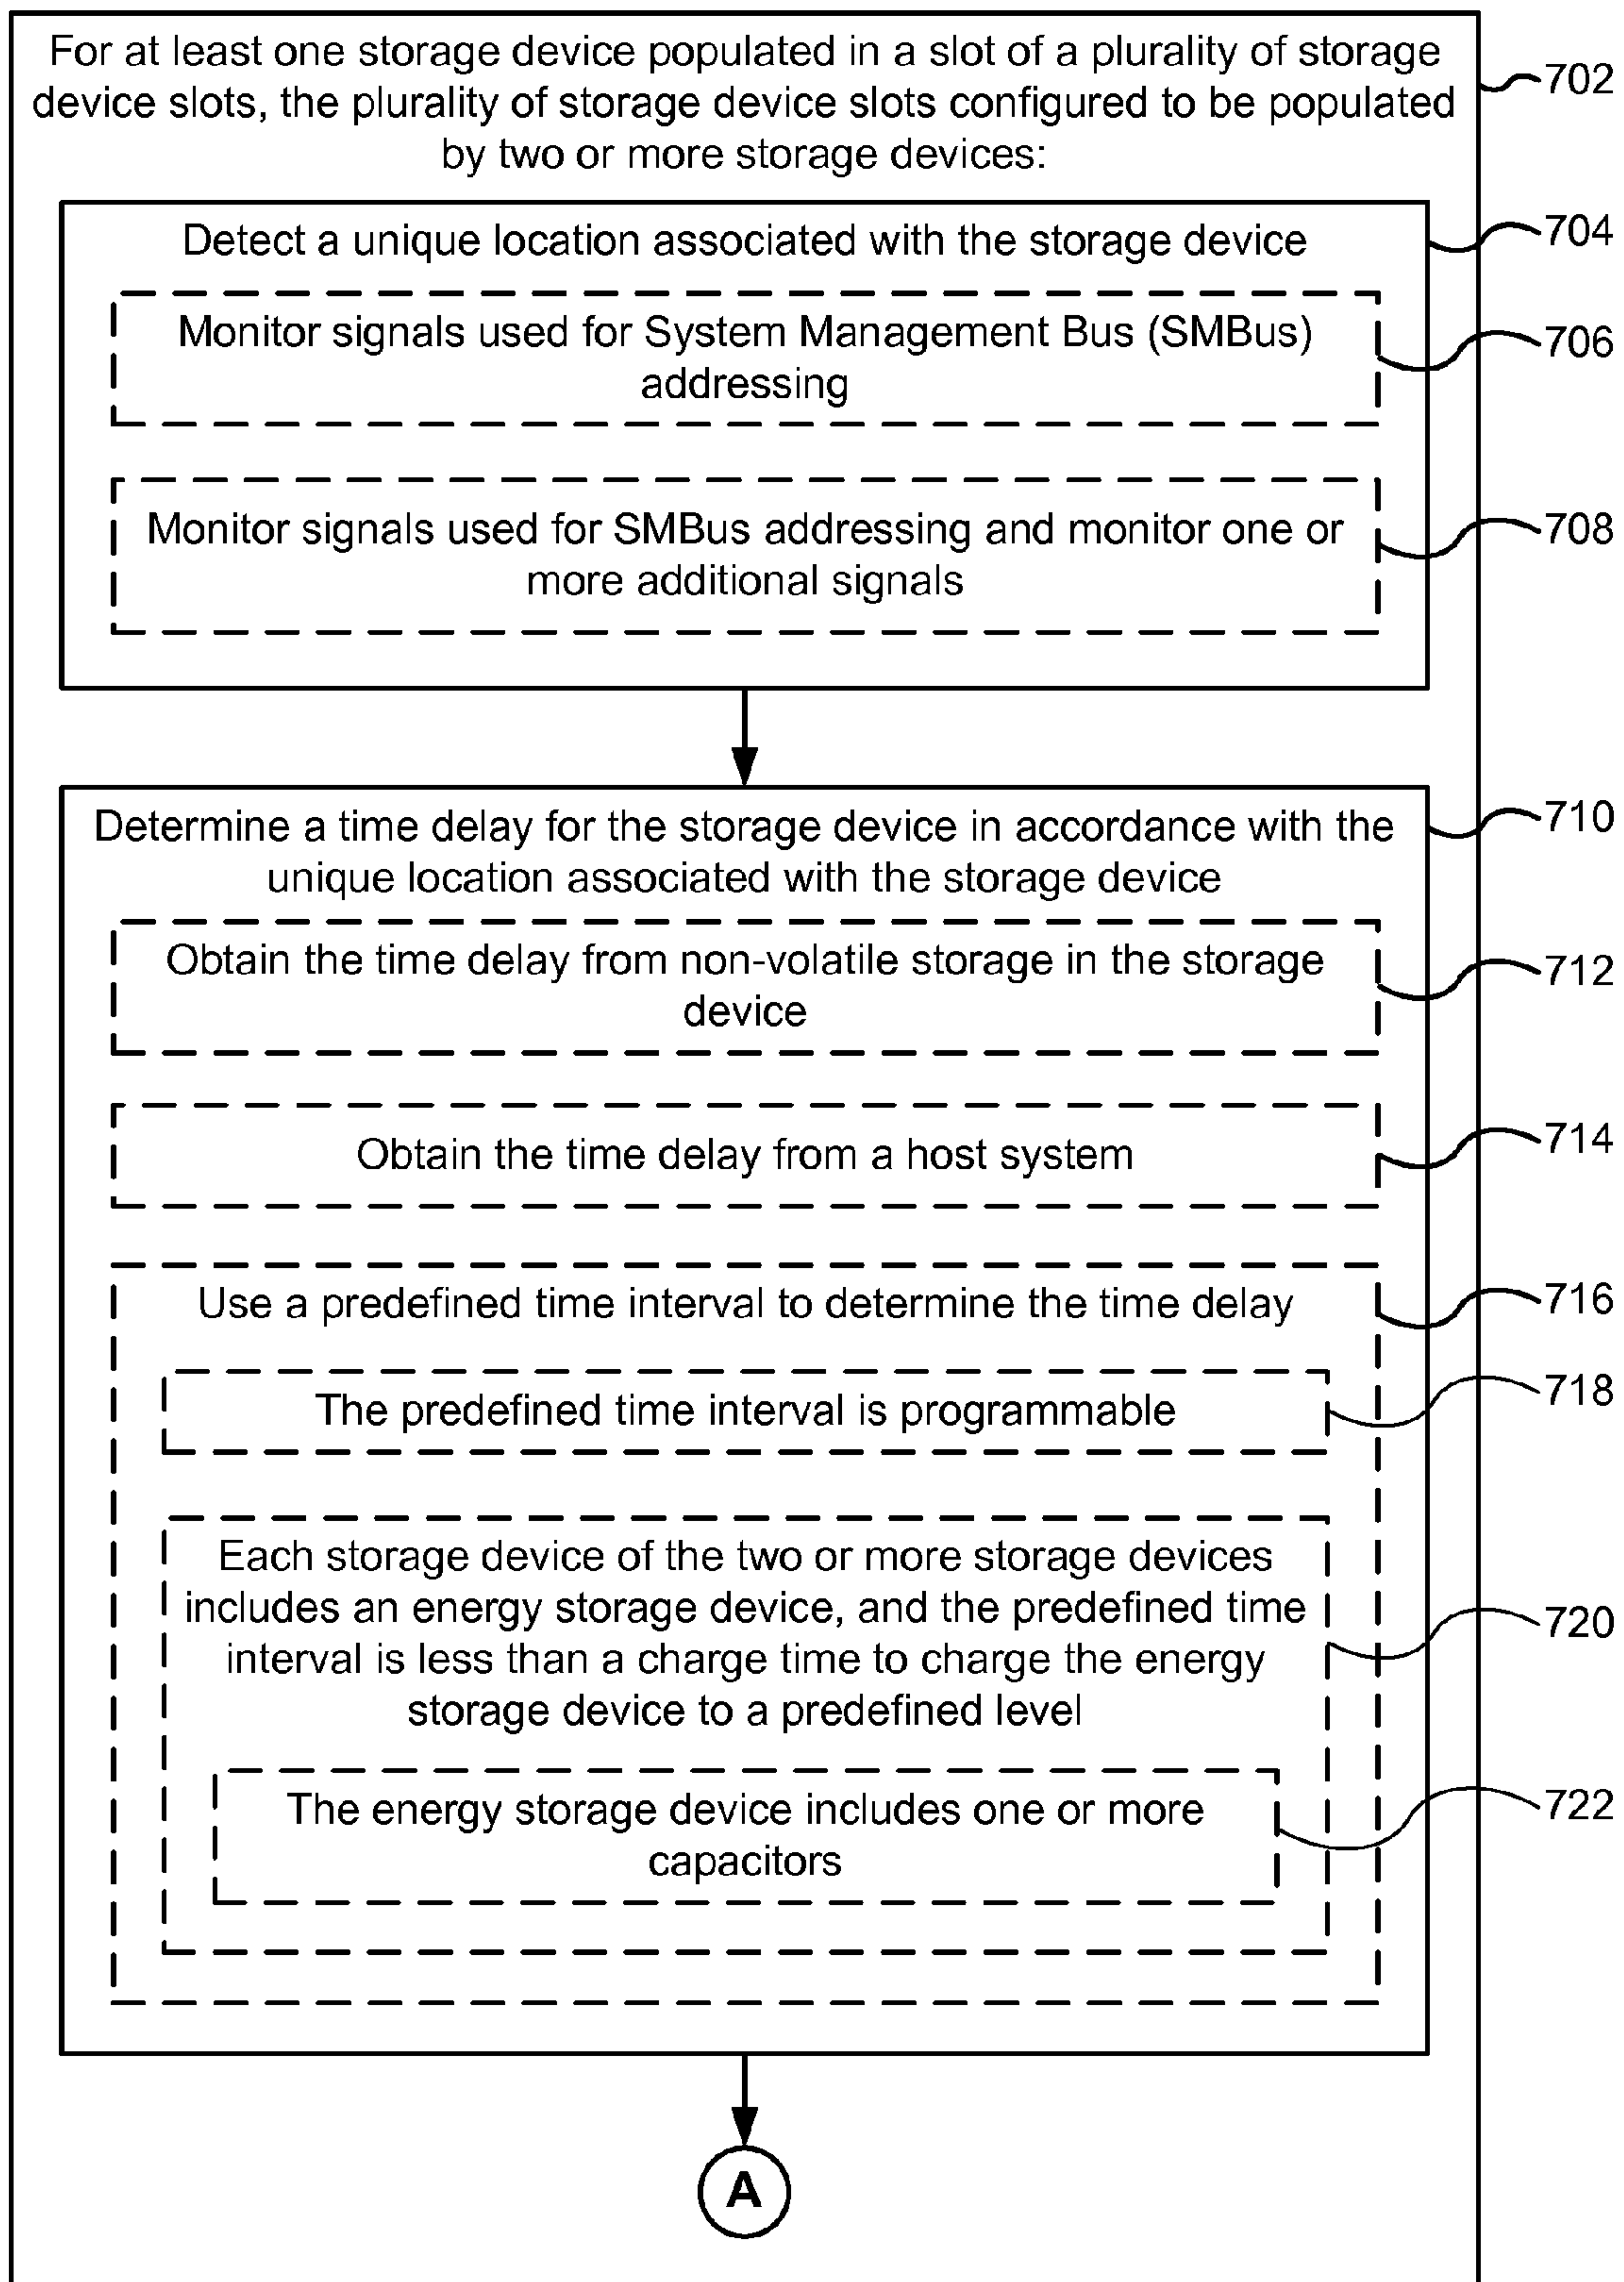 For at least one storage device populated in a slot of a plurality of storage
device slots, the plurality of storage device slots configured to be populated
by two or more storage devices:
702
Detect a unique location associated with the storage device
704
Monitor signals used for System Management Bus (SMBus)
addressing
706
Monitor signals used for SMBus addressing and monitor one or
more additional signals
708
Determine a time delay for the storage device in accordance with the
unique location associated with the storage device
710
Obtain the time delay from non-volatile storage in the storage
device
712
Obtain the time delay from a host system
714
Use a predefined time interval to determine the time delay
716
The predefined time interval is programmable
718
Each storage device of the two or more storage devices
includes an energy storage device, and the predefined time
interval is less than a charge time to charge the energy
storage device to a predefined level
720
The energy storage device includes one or more
capacitors
722
A